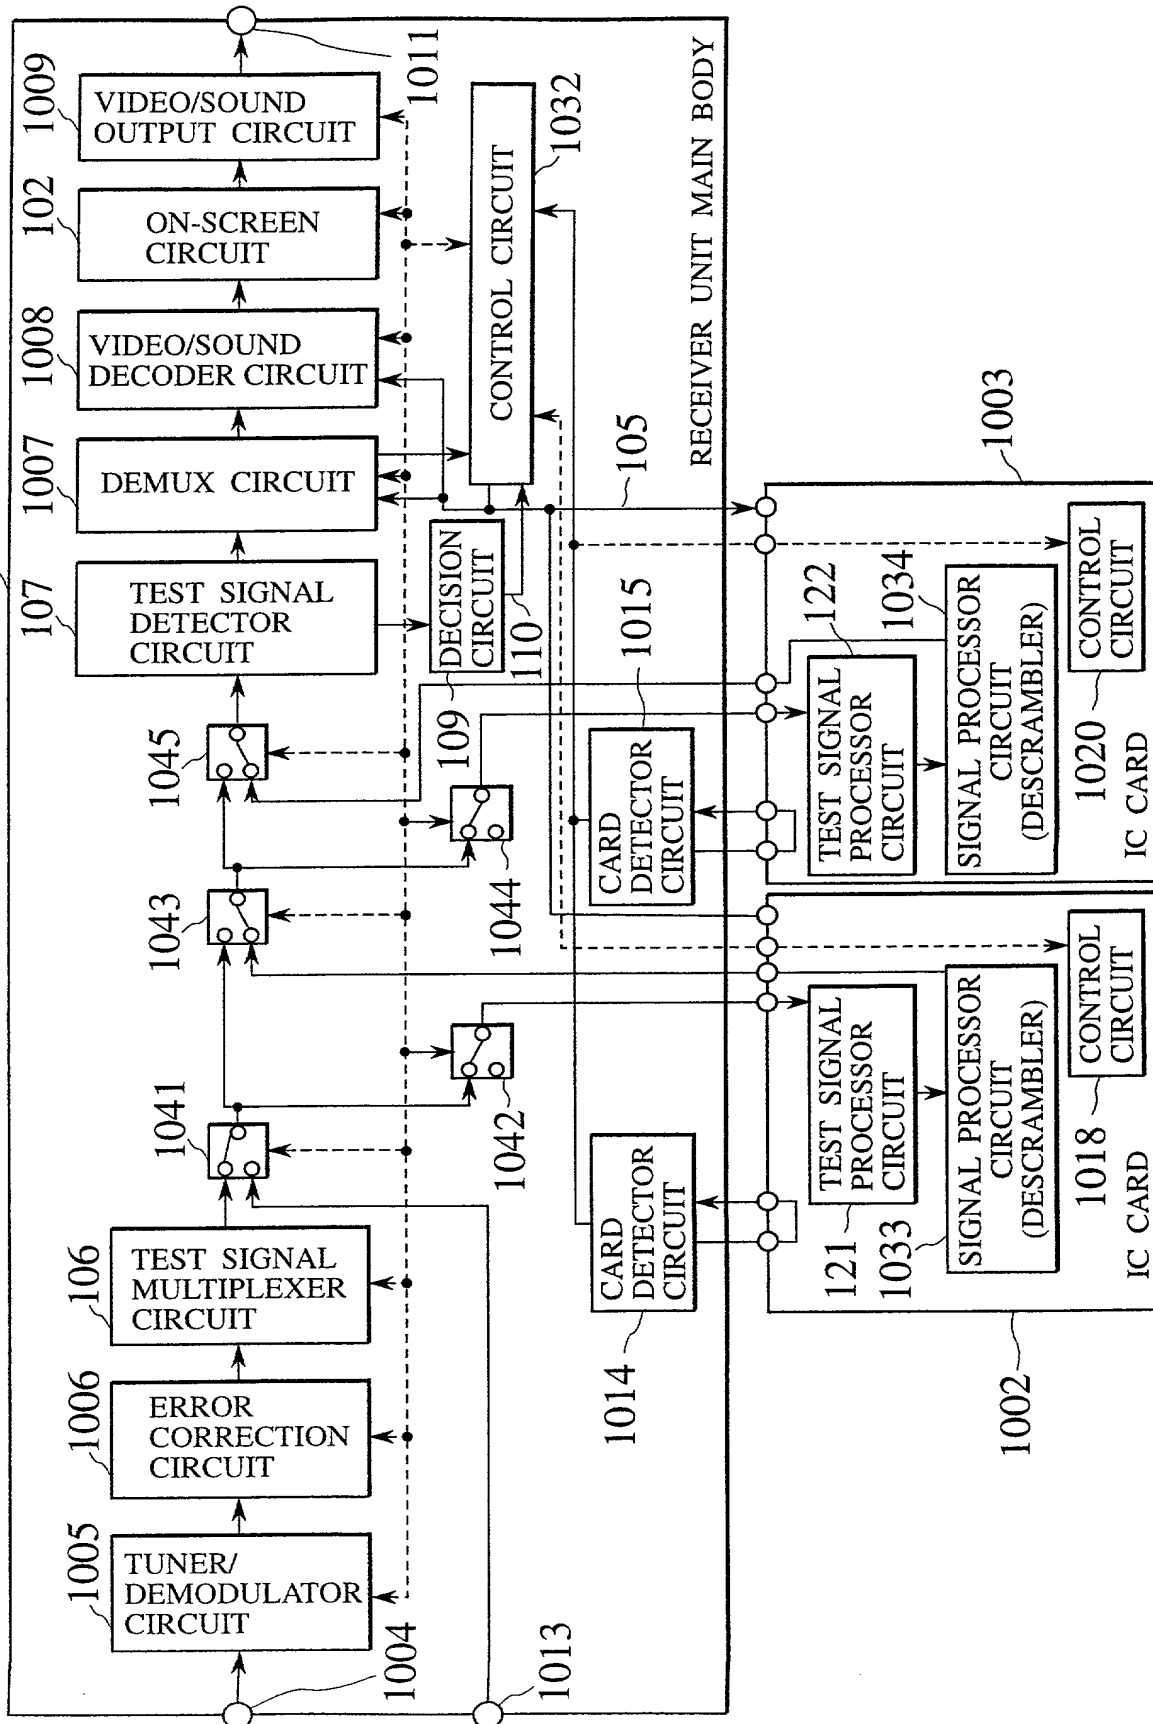 1004
1013
1005
TUNER/
DEMODULATOR
CIRCUIT
1006
ERROR
CORRECTION
CIRCUIT
106
TEST SIGNAL
MULTIPLEXER
CIRCUIT
1041
1042
1043
1044
1045
107
TEST SIGNAL
DETECTOR
CIRCUIT
109
DECISION
CIRCUIT
110
1007
DEMUX CIRCUIT
1008
VIDEO/SOUND
DECODER CIRCUIT
102
ON-SCREEN
CIRCUIT
1009
VIDEO/SOUND
OUTPUT CIRCUIT
1011
CONTROL CIRCUIT
1032
105
1014
CARD
DETECTOR
CIRCUIT
1015
CARD
DETECTOR
CIRCUIT
RECEIVER UNIT MAIN BODY
1002
121
TEST SIGNAL
PROCESSOR
CIRCUIT
1033
SIGNAL PROCESSOR
CIRCUIT
(DESCRAMBLER)
1018
CONTROL
CIRCUIT
IC CARD
1003
122
TEST SIGNAL
PROCESSOR
CIRCUIT
1034
SIGNAL PROCESSOR
CIRCUIT
(DESCRAMBLER)
1020
CONTROL
CIRCUIT
IC CARD